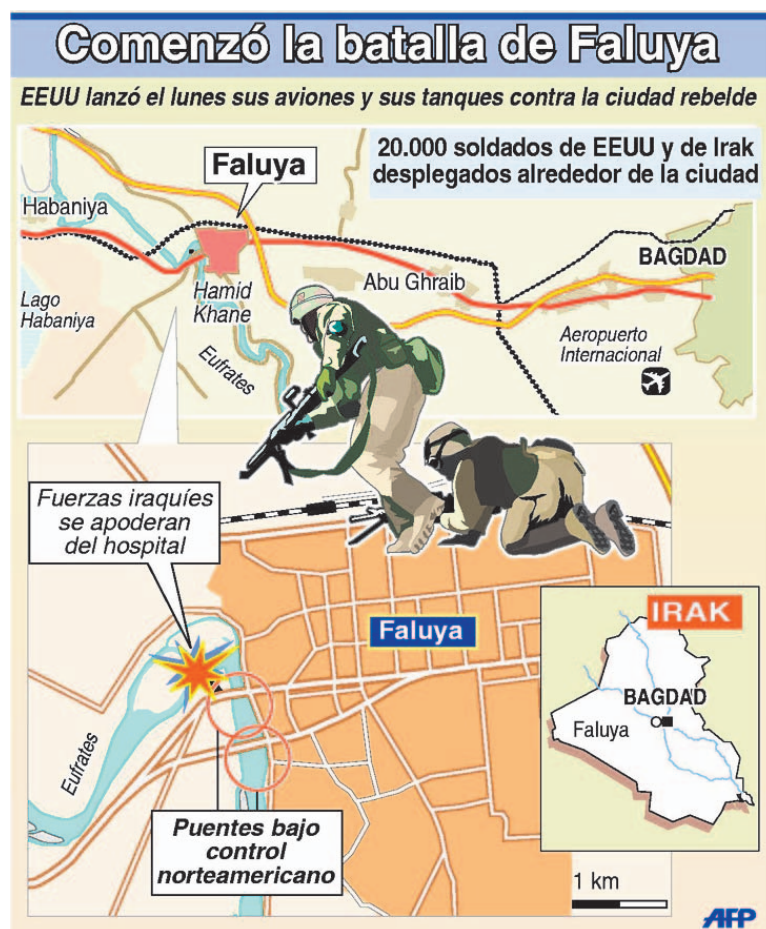 Comenzó la batalla de Faluya
EEUU lanzó el lunes sus aviones y sus tanques contra la ciudad rebelde
20.000 soldados de EEUU y de Irak
desplegados alrededor de la ciudad
Faluya
Habaniya
BAGDAD
Abu Ghraib
Hamid
Khane
Lago
Habaniya
Eufrates
Aeropuerto
Internacional
Fuerzas iraquíes
se apoderan
del hospital
Faluya
IRAK
BAGDAD
Faluya
Eufrates
Puentes bajo
control
norteamericano
1 km
AFP